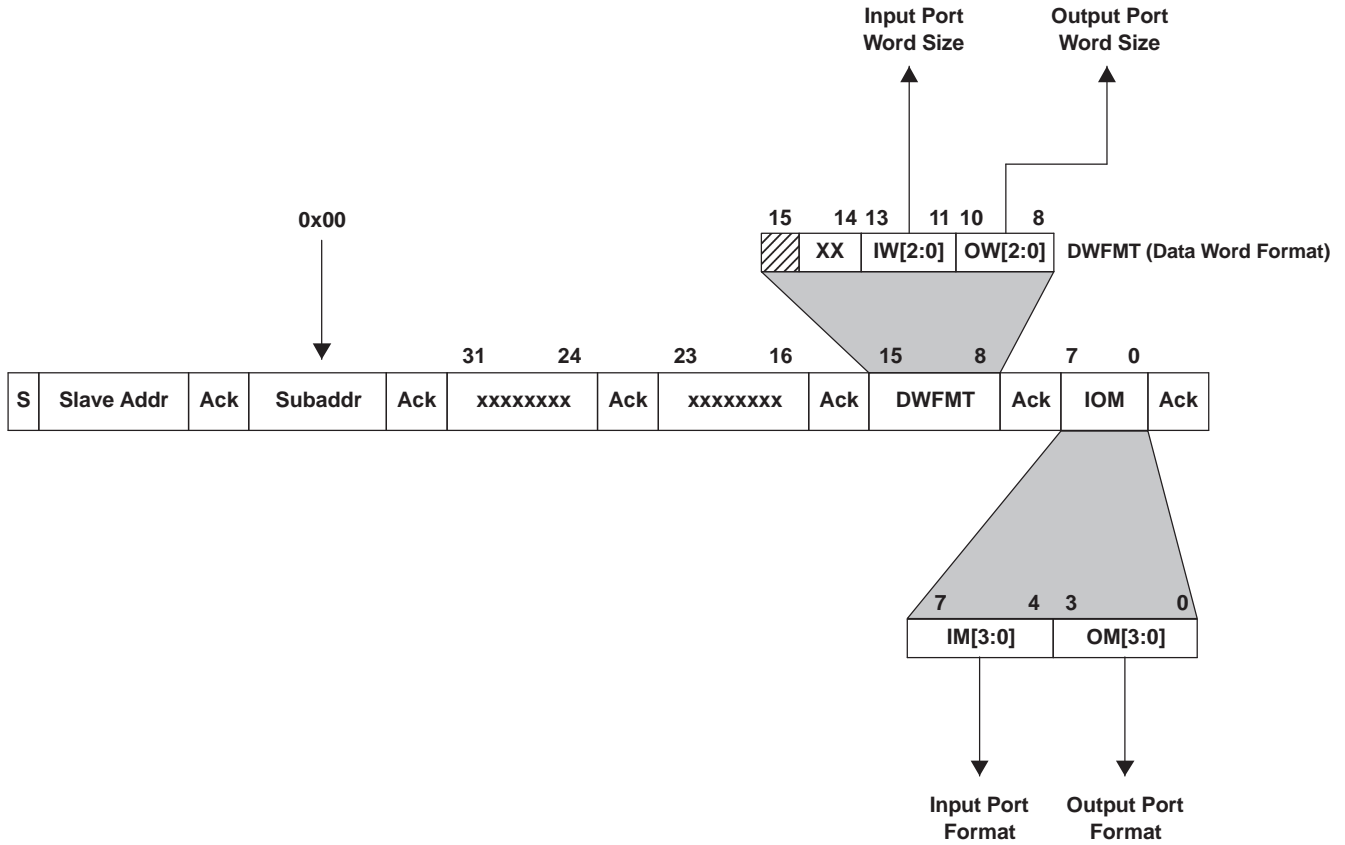 Input Port
Word Size
Output Port
Word Size
0x00
15 14 13 11 10 8
XX IW[2:0] OW[2:0] DWFMT (Data Word Format)
31 24 23 16 15 8 7 0
S Slave Addr Ack Subaddr Ack xxxxxxxx Ack xxxxxxxx Ack DWFMT Ack IOM Ack
7 4 3 0
IM[3:0] OM[3:0]
Input Port
Format
Output Port
Format